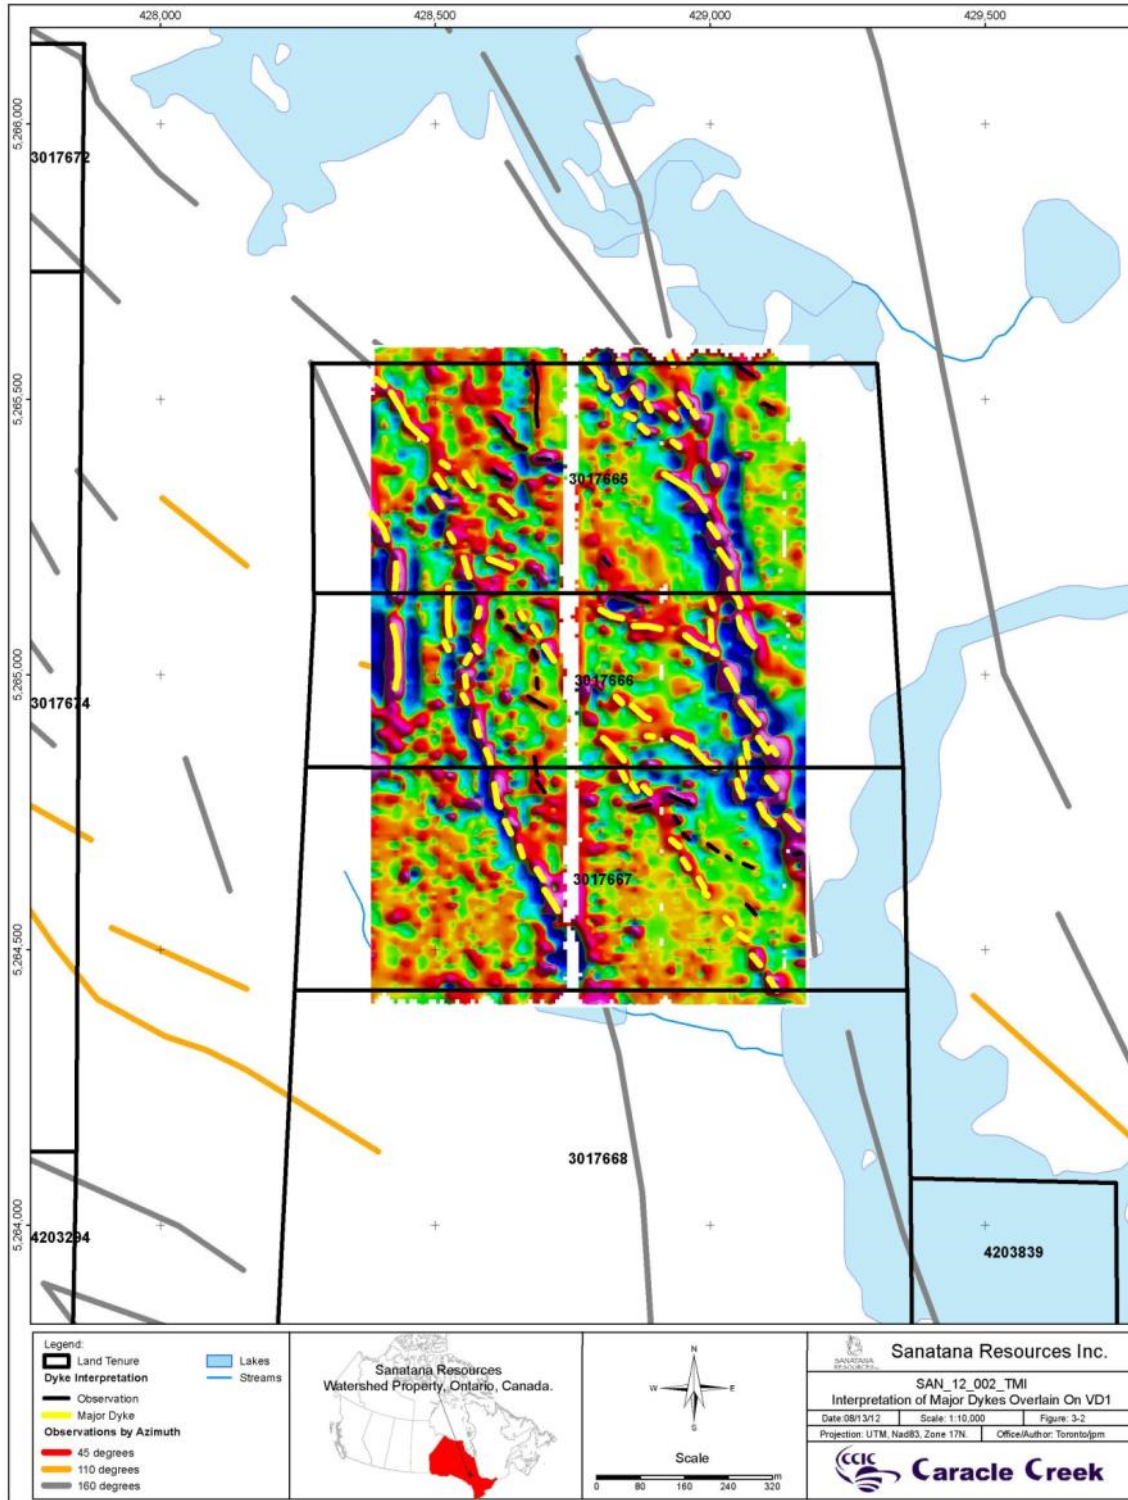 428,000 428,500 429,000 429,500
5,266,000
3017672
5,265,500
3017665
5,265,000
3017666
3017674
3017667
5,264,500
3017668
5,264,000
4203294
4203839
Legend:
Land Tenure
Lakes
Dyke Interpretation
Streams
Observation
Major Dyke
Observations by Azimuth
45 degrees
110 degrees
160 degrees
Sanatana Resources
Watershed Property, Ontario, Canada.
N
W E
S
Scale
0 80 160 240 320 m
SANATANA
RESOURCES
Sanatana Resources Inc.
SAN_12_002_TMI
Interpretation of Major Dykes Overlain On VD1
Date:08/13/12 Scale: 1:10,000 Figure: 3-2
Projection: UTM, Nad83, Zone 17N. Office/Author: Toronto/jpm
CCIC
Caracle Creek